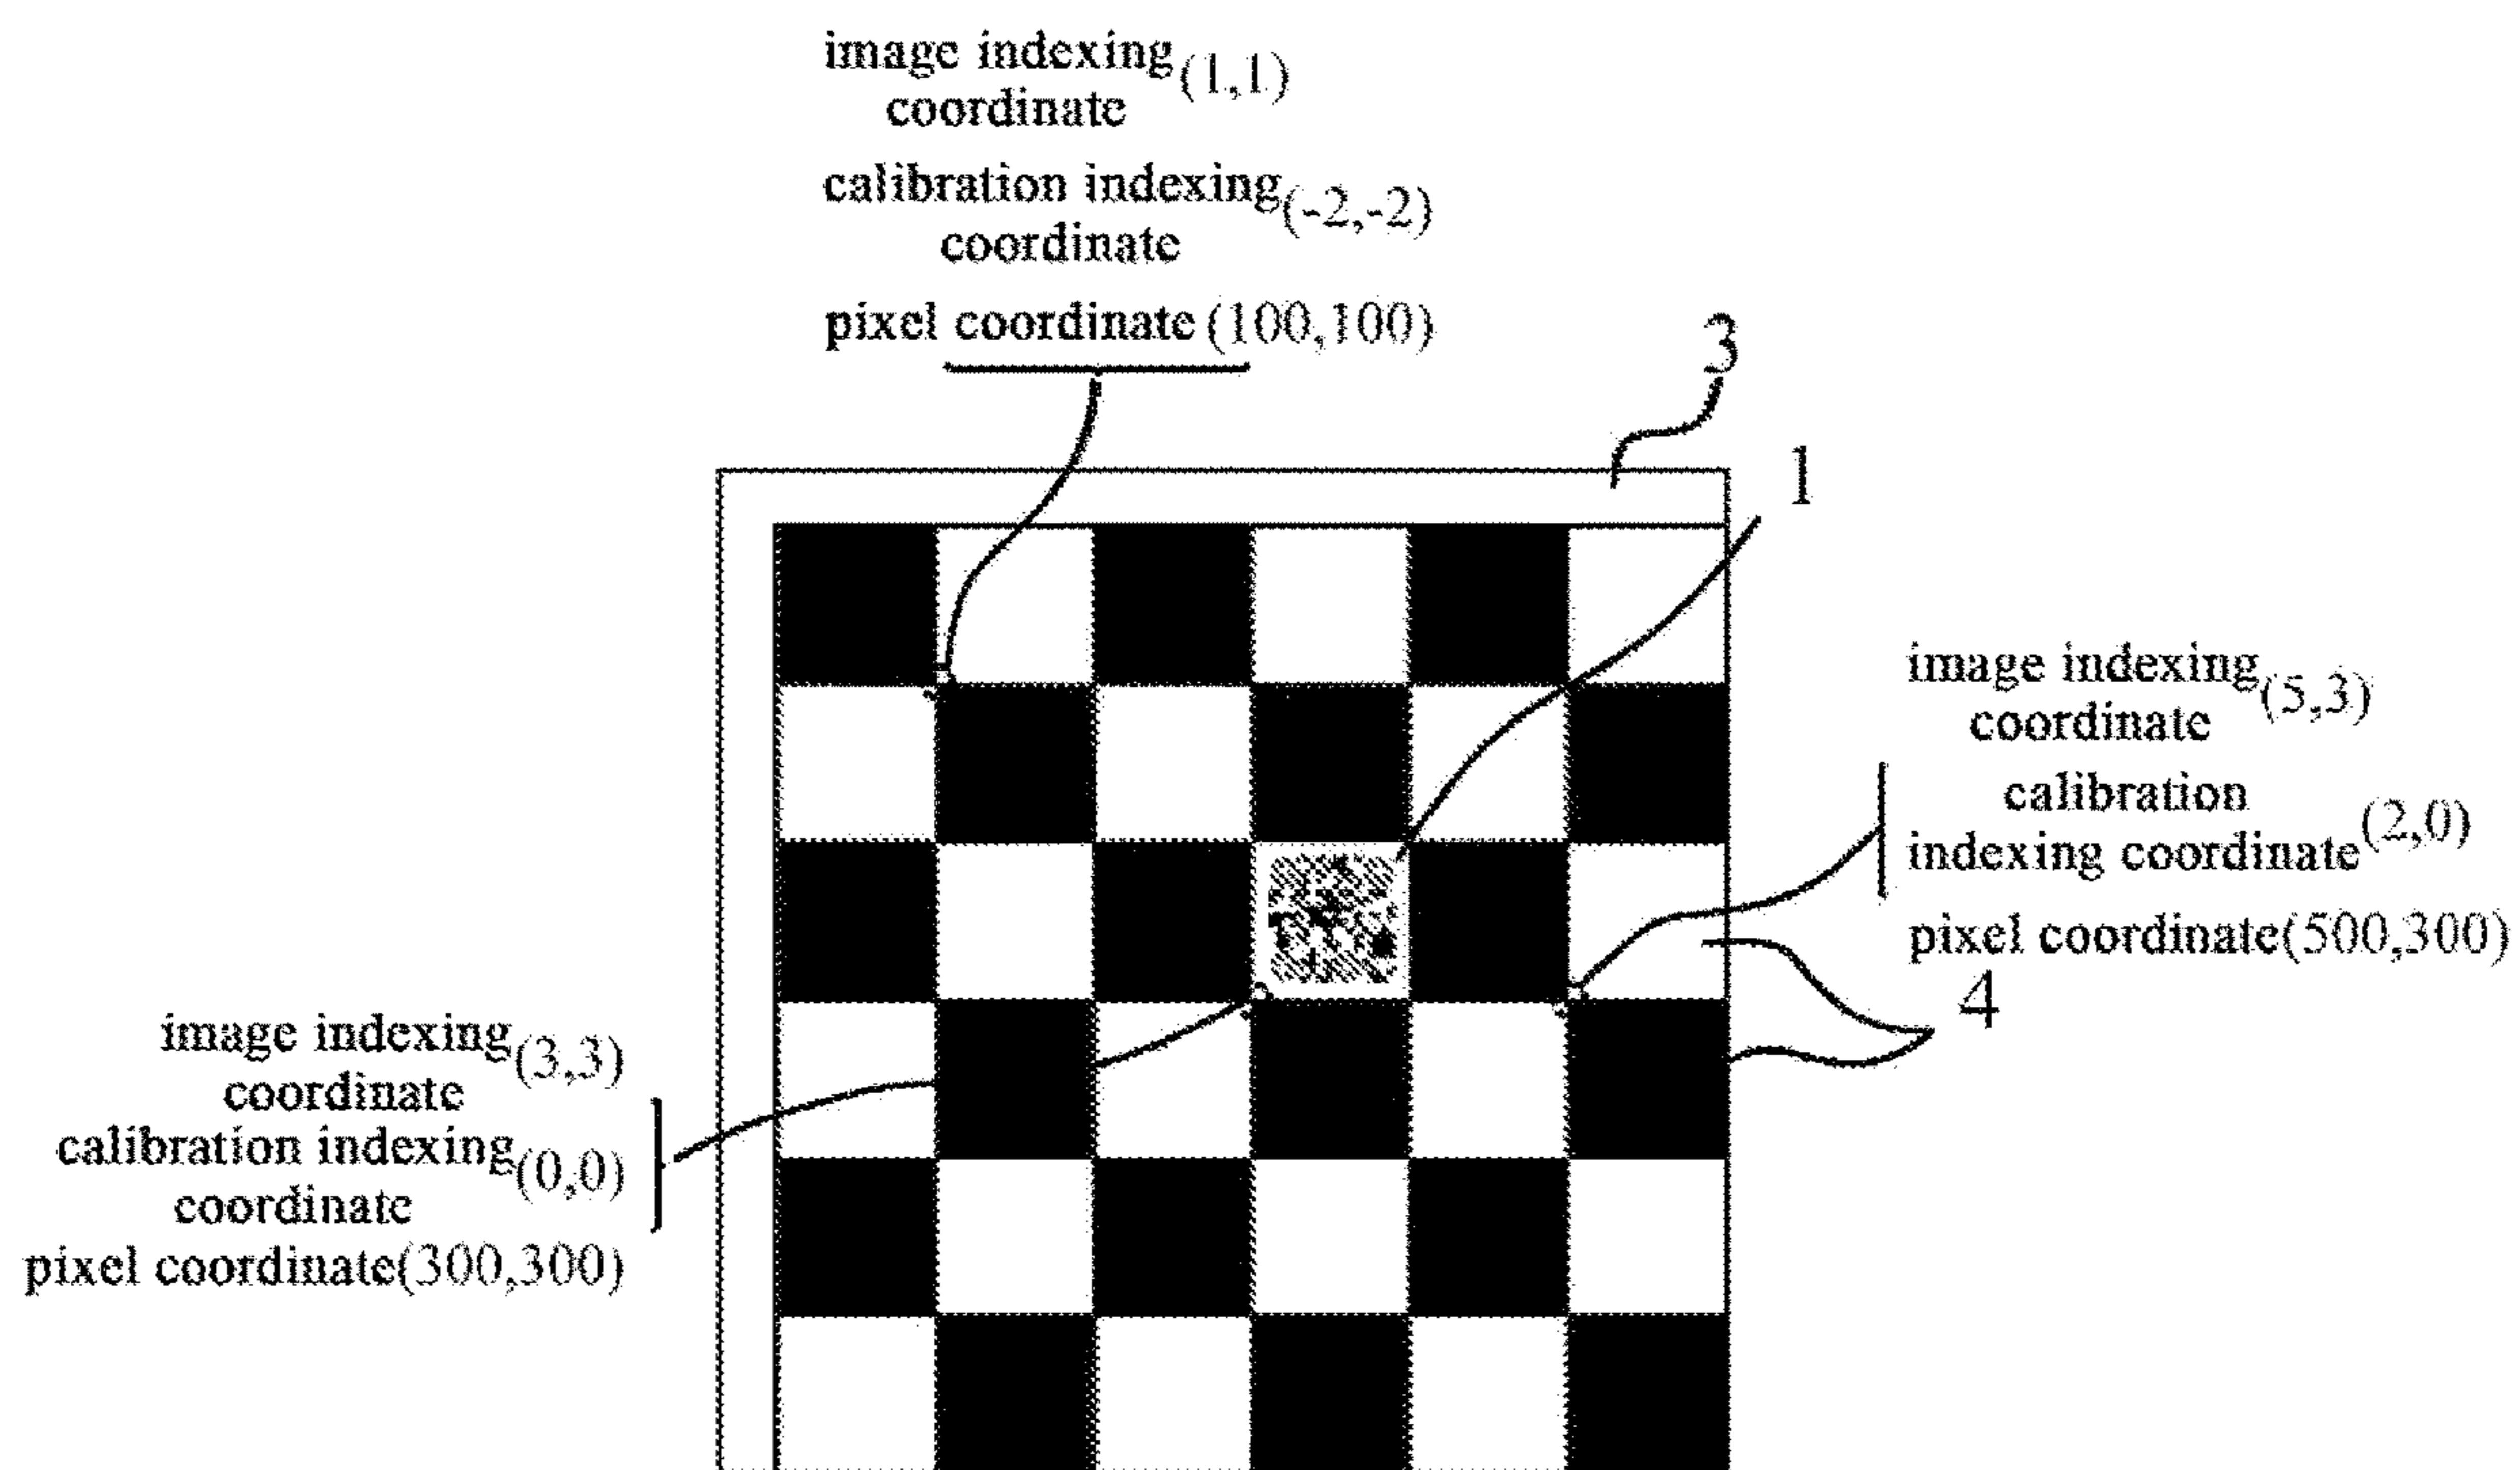 image indexing (1,1)
coordinate
calibration indexing (-2,-2)
coordinate
pixel coordinate (100,100)
3
1
image indexing (5,3)
coordinate
calibration
indexing coordinate (2,0)
pixel coordinate(500,300)
4
image indexing (3,3)
coordinate
calibration indexing (0,0)
coordinate
pixel coordinate(300,300)